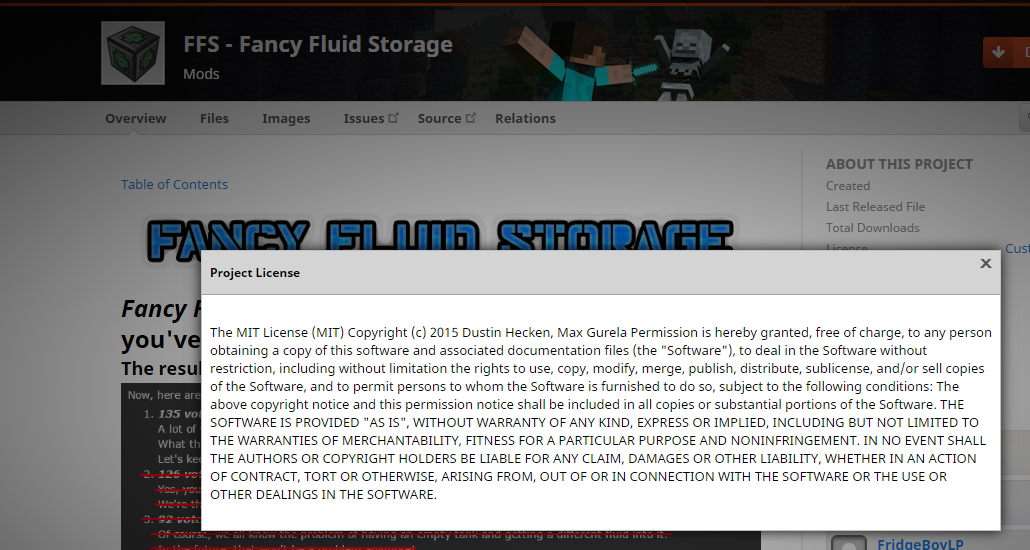 FFS - Fancy Fluid Storage
Mods
Overview Files Images Issues Source Relations
Table of Contents
ABOUT THIS PROJECT
Created
Last Released File
Total Downloads
License
FANCY FLUID STORAGE
Project License
Fancy
you've
The
Now, here are
1. 135
A lot of
What th
2. 126
Yes,
We're
3. 92
Of course, we all know the problem of having an empty tank and getting a different fluid into it.
The MIT License (MIT) Copyright (c) 2015 Dustin Hecken, Max Gurela Permission is hereby granted, free of charge, to any person
obtaining a copy of this software and associated documentation files (the "Software"), to deal in the Software without
restriction, including without limitation the rights to use, copy, modify, merge, publish, distribute, sublicense, and/or sell copies
of the Software, and to permit persons to whom the Software is furnished to do so, subject to the following conditions: The
above copyright notice and this permission notice shall be included in all copies or substantial portions of the Software. THE
SOFTWARE IS PROVIDED "AS IS", WITHOUT WARRANTY OF ANY KIND, EXPRESS OR IMPLIED, INCLUDING BUT NOT LIMITED TO
THE WARRANTIES OF MERCHANTABILITY, FITNESS FOR A PARTICULAR PURPOSE AND NONINFRINGEMENT. IN NO EVENT SHALL
THE AUTHORS OR COPYRIGHT HOLDERS BE LIABLE FOR ANY CLAIM, DAMAGES OR OTHER LIABILITY, WHETHER IN AN ACTION
OF CONTRACT, TORT OR OTHERWISE, ARISING FROM, OUT OF OR IN CONNECTION WITH THE SOFTWARE OR THE USE OR
OTHER DEALINGS IN THE SOFTWARE.
FridgeBoyLP